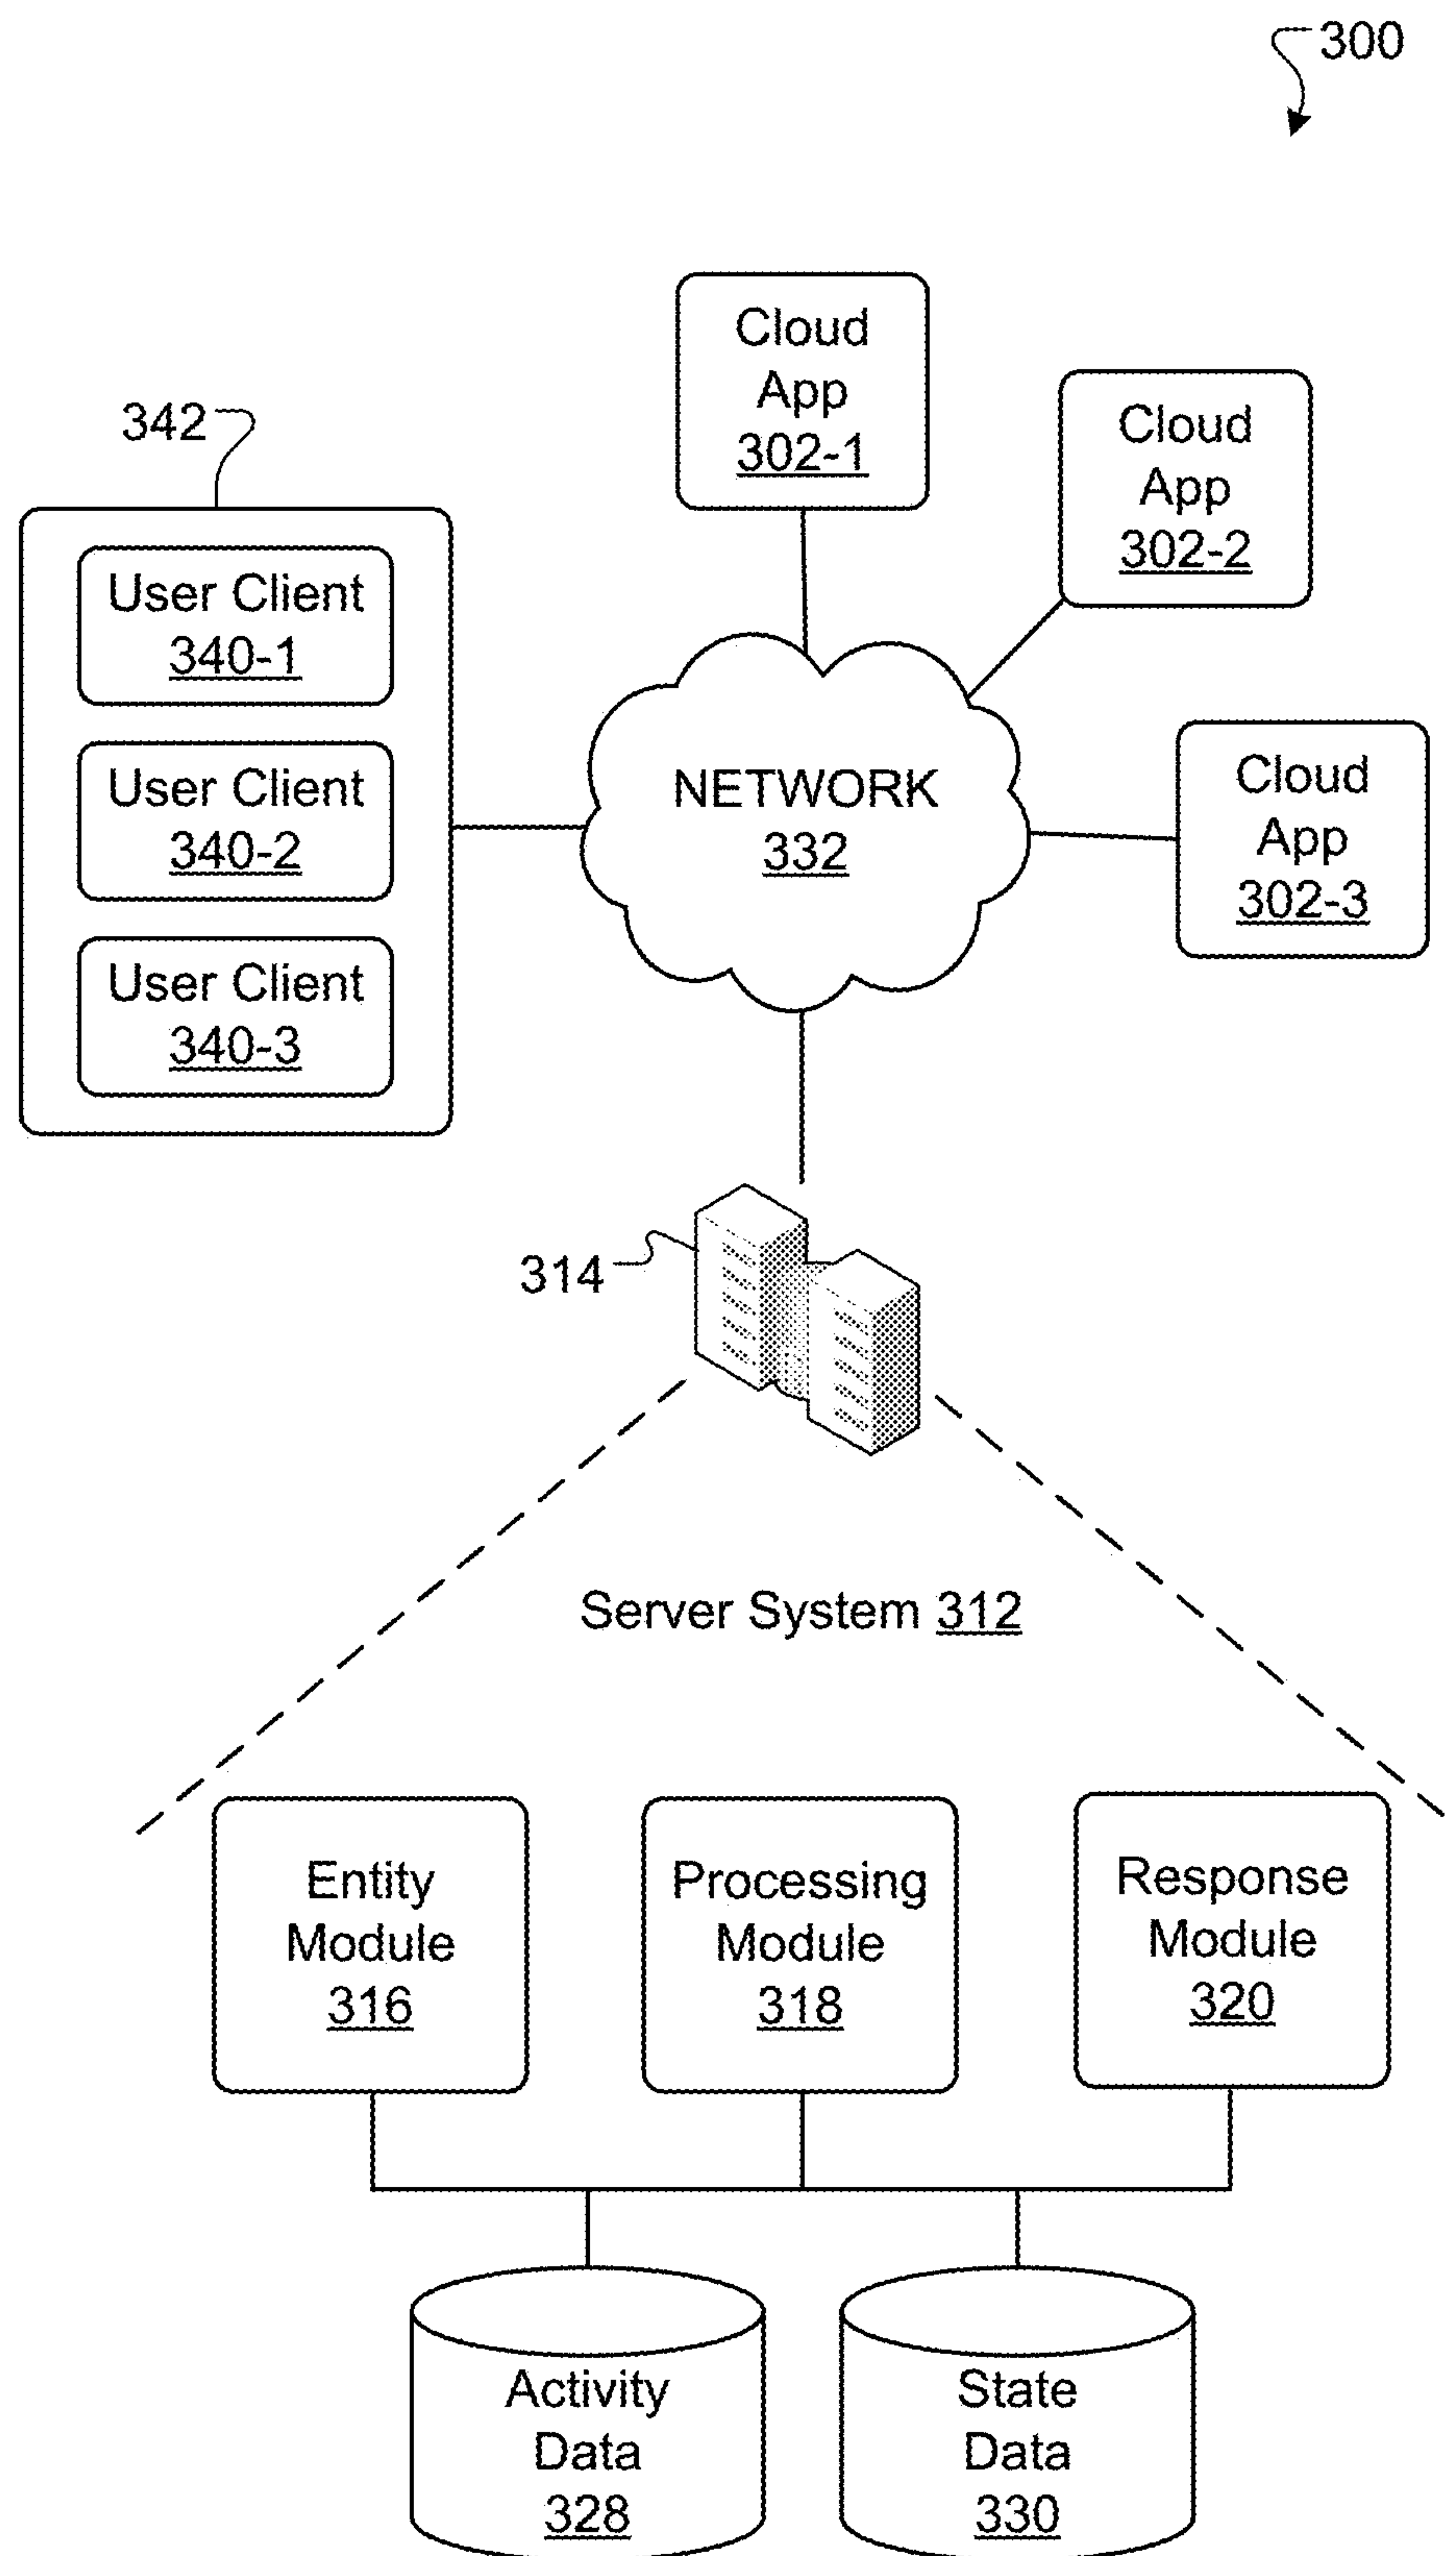 300
Cloud
App
302-1
Cloud
App
302-2
342
User Client
340-1
User Client
340-2
User Client
340-3
NETWORK
332
Cloud
App
302-3
314
Server System 312
Entity
Module
316
Processing
Module
318
Response
Module
320
Activity
Data
328
State
Data
330